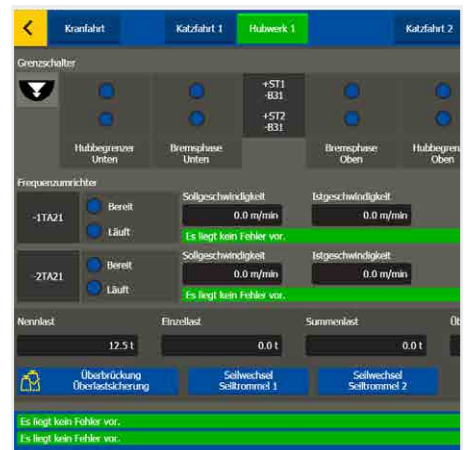 Kranfahrt Katzfahrt 1 Hubwerk 1 Katzfahrt 2
Grenzschalter
+ST1
-B31
+ST2
-B31
Hubbegrenzer Unten
Bremsphase Unten
Bremsphase Oben
Oben
Frequenzumrichter
Sollgeschwindigkeit Istgeschwindigkeit
-1TA21 Bereit 0.0 m/min 0.0 m/min
Läuft Es liegt kein Fehler vor.
Sollgeschwindigkeit Istgeschwindigkeit
-2TA21 Bereit 0.0 m/min 0.0 m/min
Läuft Es liegt kein Fehler vor.
Nennlast Einzellast Summenlast
12.5 t 0.0 t 0.0 t
Überbrückung Überlastsicherung
Seilwechsel Seiltrommel 1
Seilwechsel Seiltrommel 2
Es liegt kein Fehler vor.
Es liegt kein Fehler vor.